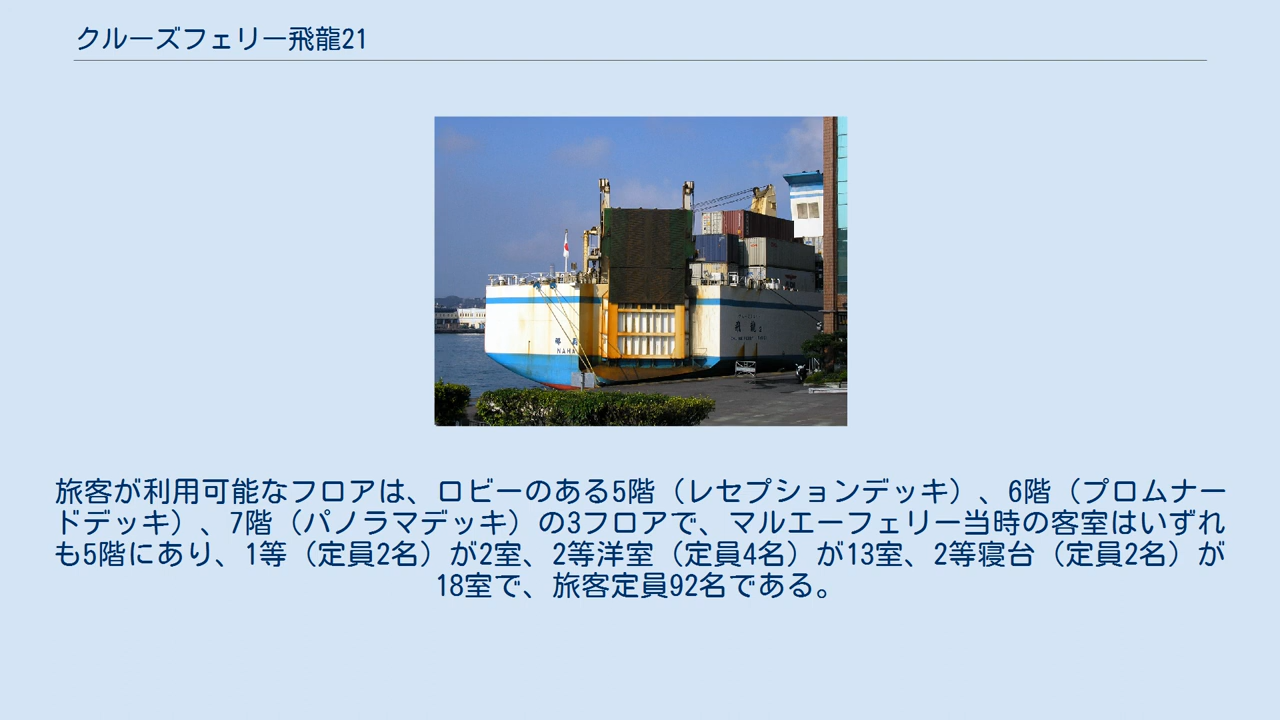 クルーズフェリー飛龍21
飛龍21
NAHA
旅客が利用可能なフロアは、ロビーのある5階（レセプションデッキ）、6階（プロムナー
ドデッキ）、7階（パノラマデッキ）の3フロアで、マルエーフェリー当時の客室はいずれ
も5階にあり、1等（定員2名）が2室、2等洋室（定員4名）が13室、2等寝台（定員2名）が
18室で、旅客定員92名である。